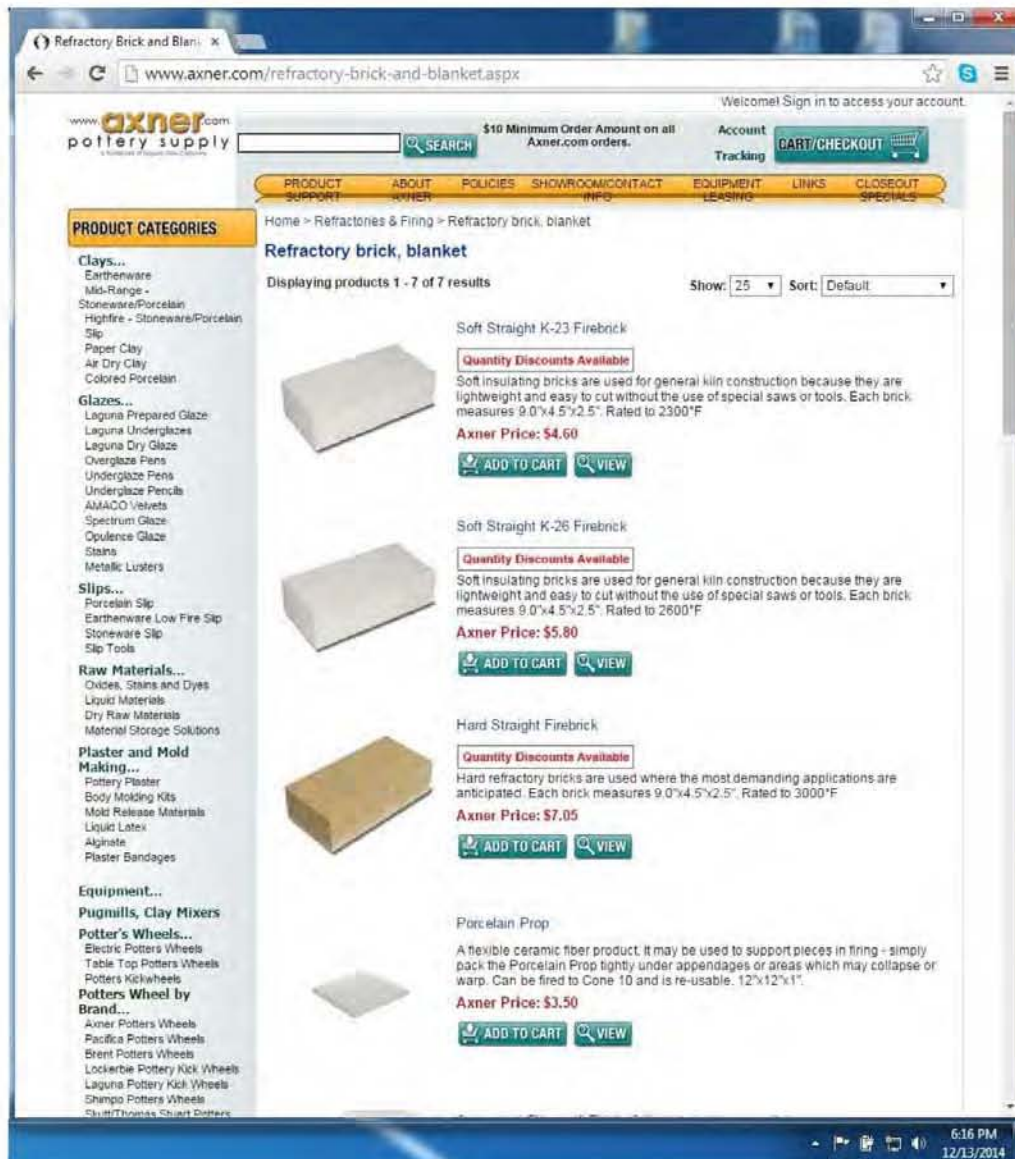 Refractory Brick and Blan
www.axner.com/refractory-brick-and-blanket.aspx
Welcome! Sign in to access your account.
www.axner.com
pottery supply
SEARCH
$10 Minimum Order Amount on all
Axner.com orders.
Account
Tracking
CART/CHECKOUT
PRODUCT SUPPORT
ABOUT AXNER
POLICIES
SHOWROOM/CONTACT INFO
EQUIPMENT LEASING
LINKS
CLOSEOUT SPECIALS
PRODUCT CATEGORIES
Clays...
Earthenware
Mid-Range -
Stoneware/Porcelain
Highfire - Stoneware/Porcelain
Slip
Paper Clay
Air Dry Clay
Colored Porcelain
Glazes...
Laguna Prepared Glaze
Laguna Underglazes
Laguna Dry Glaze
Overglaze Pens
Underglaze Pens
Underglaze Pencils
AMACO Velvets
Spectrum Glaze
Opulence Glaze
Stains
Metallic Lusters
Slips...
Porcelain Slip
Earthenware Low Fire Slip
Stoneware Slip
Slip Tools
Raw Materials...
Oxides, Stains and Dyes
Liquid Materials
Dry Raw Materials
Material Storage Solutions
Plaster and Mold
Making...
Pottery Plaster
Body Molding Kits
Mold Release Materials
Liquid Latex
Alginate
Plaster Bandages
Equipment...
Pugmills, Clay Mixers
Potter's Wheels...
Electric Potters Wheels
Table Top Potters Wheels
Potters Kickwheels
Potters Wheel by
Brand...
Axner Potters Wheels
Pacifica Potters Wheels
Brent Potters Wheels
Lockerbie Pottery Kick Wheels
Laguna Pottery Kick Wheels
Shimpo Potters Wheels
Skutt/Thomas Stuart Potters
Home > Refractories & Firing > Refractory brick, blanket
Refractory brick, blanket
Displaying products 1 - 7 of 7 results
Show: 25 Sort: Default
Soft Straight K-23 Firebrick
Quantity Discounts Available
Soft insulating bricks are used for general kiln construction because they are
lightweight and easy to cut without the use of special saws or tools. Each brick
measures 9.0"x4.5"x2.5". Rated to 2300°F
Axner Price: $4.60
ADD TO CART VIEW
Soft Straight K-26 Firebrick
Quantity Discounts Available
Soft insulating bricks are used for general kiln construction because they are
lightweight and easy to cut without the use of special saws or tools. Each brick
measures 9.0"x4.5"x2.5". Rated to 2600°F
Axner Price: $5.80
ADD TO CART VIEW
Hard Straight Firebrick
Quantity Discounts Available
Hard refractory bricks are used where the most demanding applications are
anticipated. Each brick measures 9.0"x4.5"x2.5". Rated to 3000°F
Axner Price: $7.05
ADD TO CART VIEW
Porcelain Prop
A flexible ceramic fiber product, it may be used to support pieces in firing - simply
pack the Porcelain Prop tightly under appendages or areas which may collapse or
warp. Can be fired to Cone 10 and is re-usable. 12"x12"x1".
Axner Price: $3.50
ADD TO CART VIEW
6:16 PM
12/13/2014